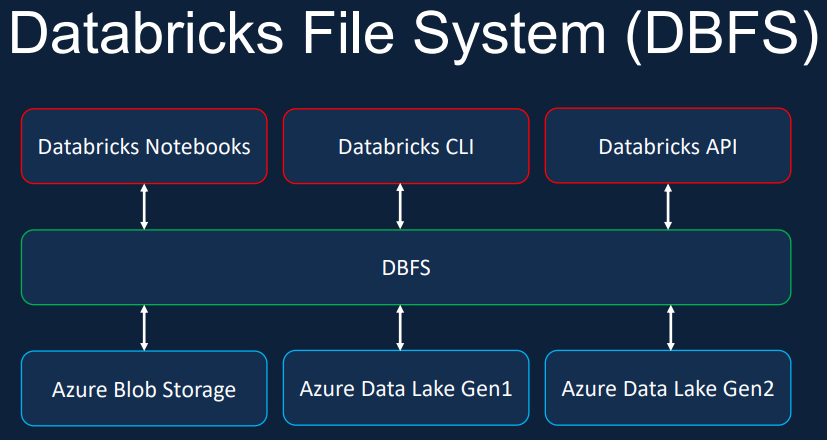 Databricks File System (DBFS)
Databricks Notebooks
Databricks CLI
Databricks API
DBFS
Azure Blob Storage
Azure Data Lake Gen1
Azure Data Lake Gen2